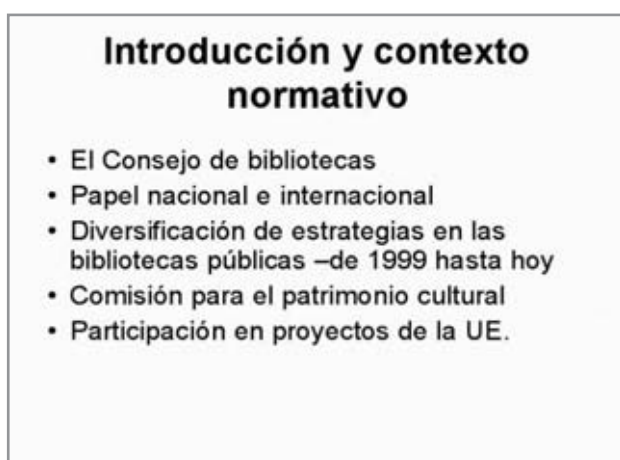 Introducción y contexto
normativo
• El Consejo de bibliotecas
• Papel nacional e internacional
• Diversificación de estrategias en las
bibliotecas públicas –de 1999 hasta hoy
• Comisión para el patrimonio cultural
• Participación en proyectos de la UE.